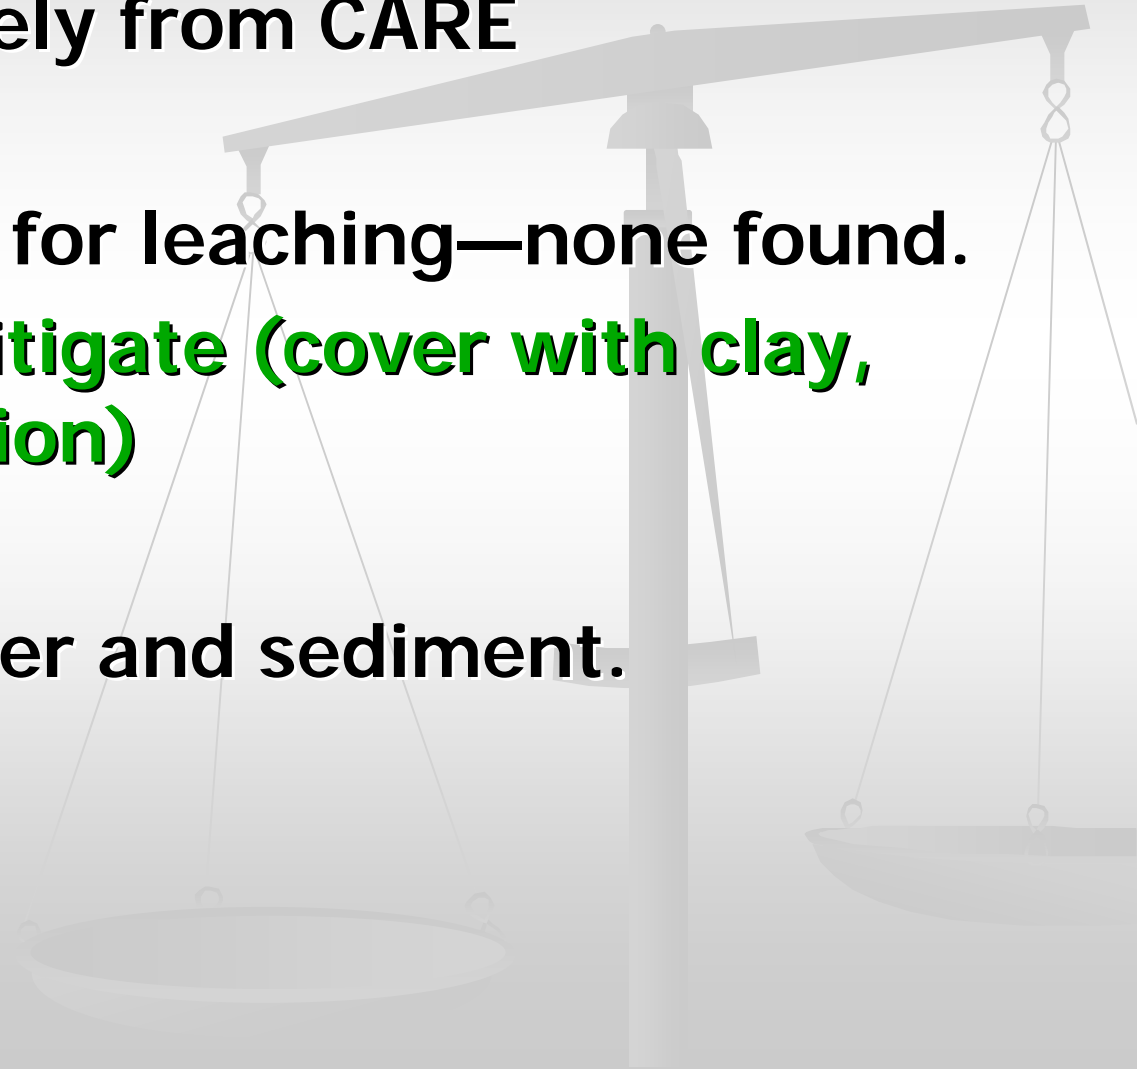 ely from CARE
for leaching—none found.
itigate (cover with clay,
ion)
er and sediment.